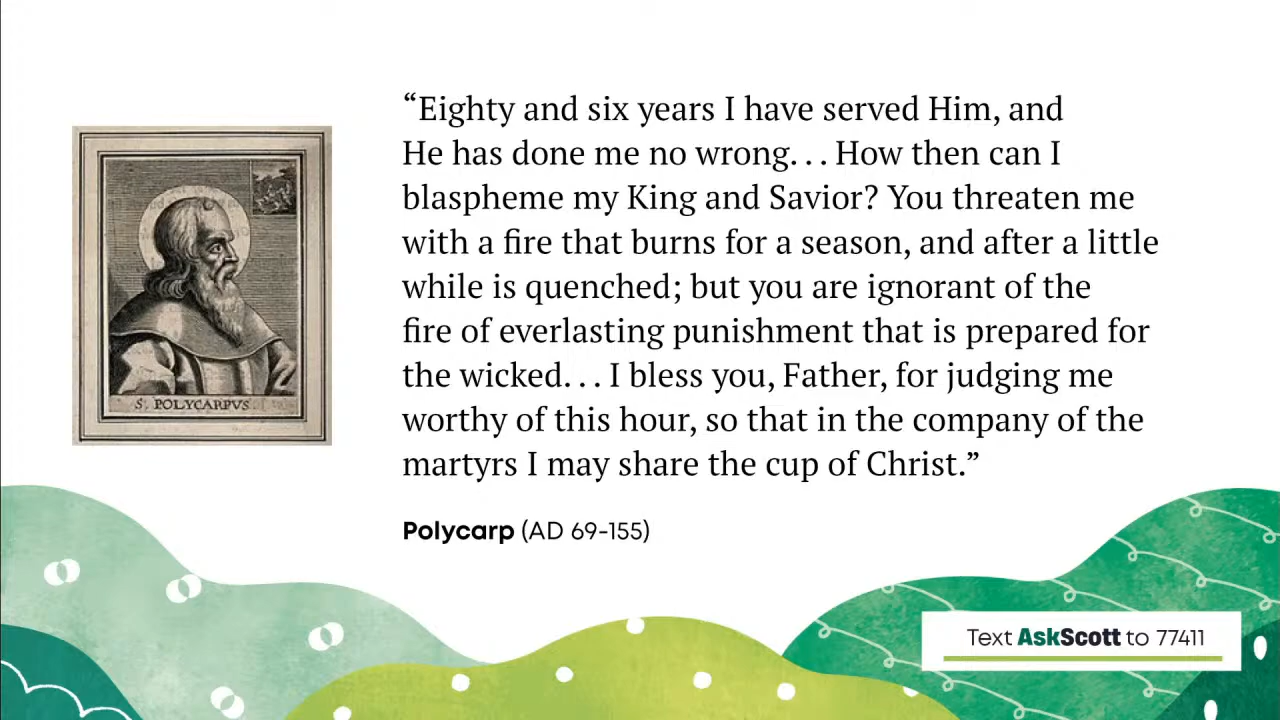 “Eighty and six years I have served Him, and
He has done me no wrong. . . How then can I
blaspheme my King and Savior? You threaten me
with a fire that burns for a season, and after a little
while is quenched; but you are ignorant of the
fire of everlasting punishment that is prepared for
the wicked. . . I bless you, Father, for judging me
worthy of this hour, so that in the company of the
martyrs I may share the cup of Christ.”
S. POLYCARPVS
Polycarp (AD 69-155)
Text AskScott to 77411